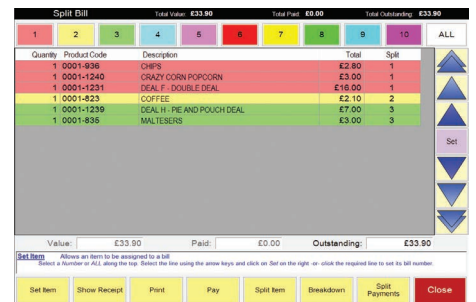 Split Bill Total Value: £33.90 Total Paid: £0.00 Total Outstanding: £33.90
1 2 3 4 5 6 7 8 9 10 ALL
Quantity Product Code Description Total Split
1 0001-936 CHIPS £2.80 1
1 0001-1240 CRAZY CORN POPCORN £3.00 1
1 0001-1231 DEAL F - DOUBLE DEAL £16.00 1
1 0001-823 COFFEE £2.10 2
1 0001-1239 DEAL H - PIE AND POUCH DEAL £7.00 3
1 0001-835 MALTESERS £3.00 3
Set
Value: £33.90 Paid: £0.00 Outstanding: £33.90
Set Item Allows an item to be assigned to a bill
Select a Number or ALL along the top. Select the line using the arrow keys and click on Set on the right -or- click the required line to set its bill number.
Set Item Show Receipt Print Pay Split Item Breakdown Split Payments Close